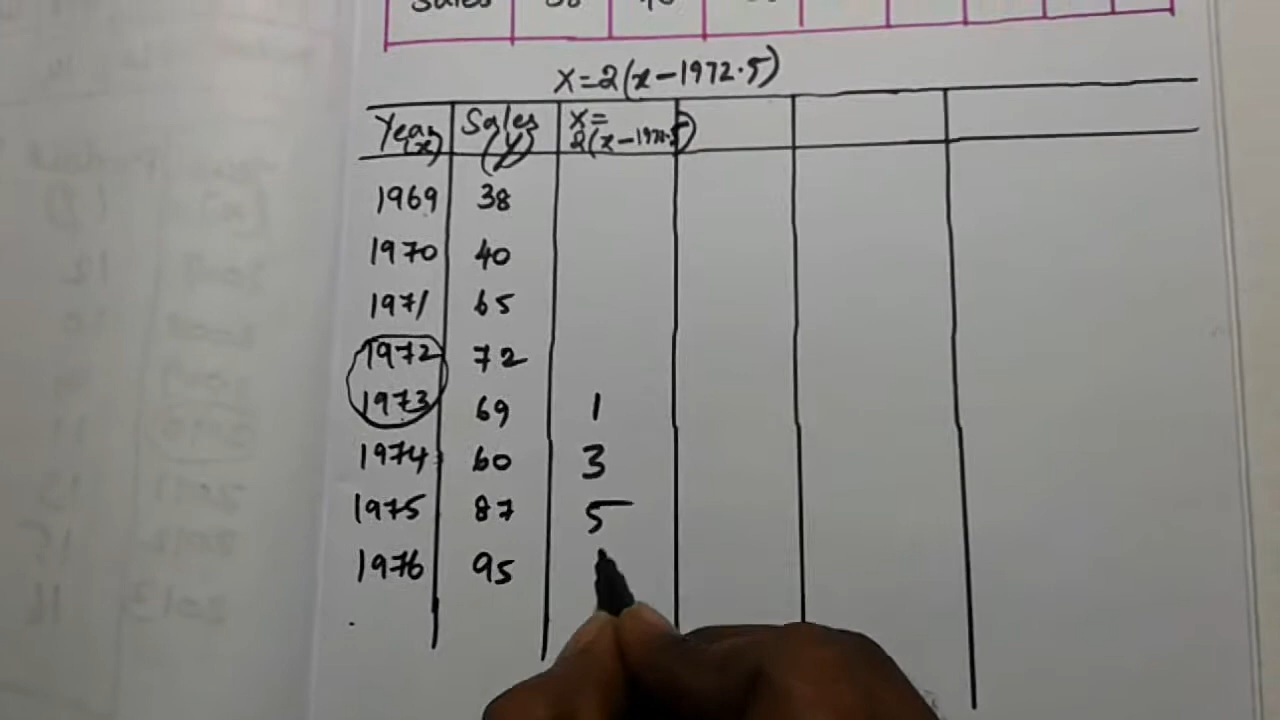 Sales
X=2(x-1972.5)
Year (x) Sales (y) X= 2(x-1972.5)
1969 38
1970 40
1971 65
1972 72
1973 69 1
1974 60 3
1975 87 5
1976 95